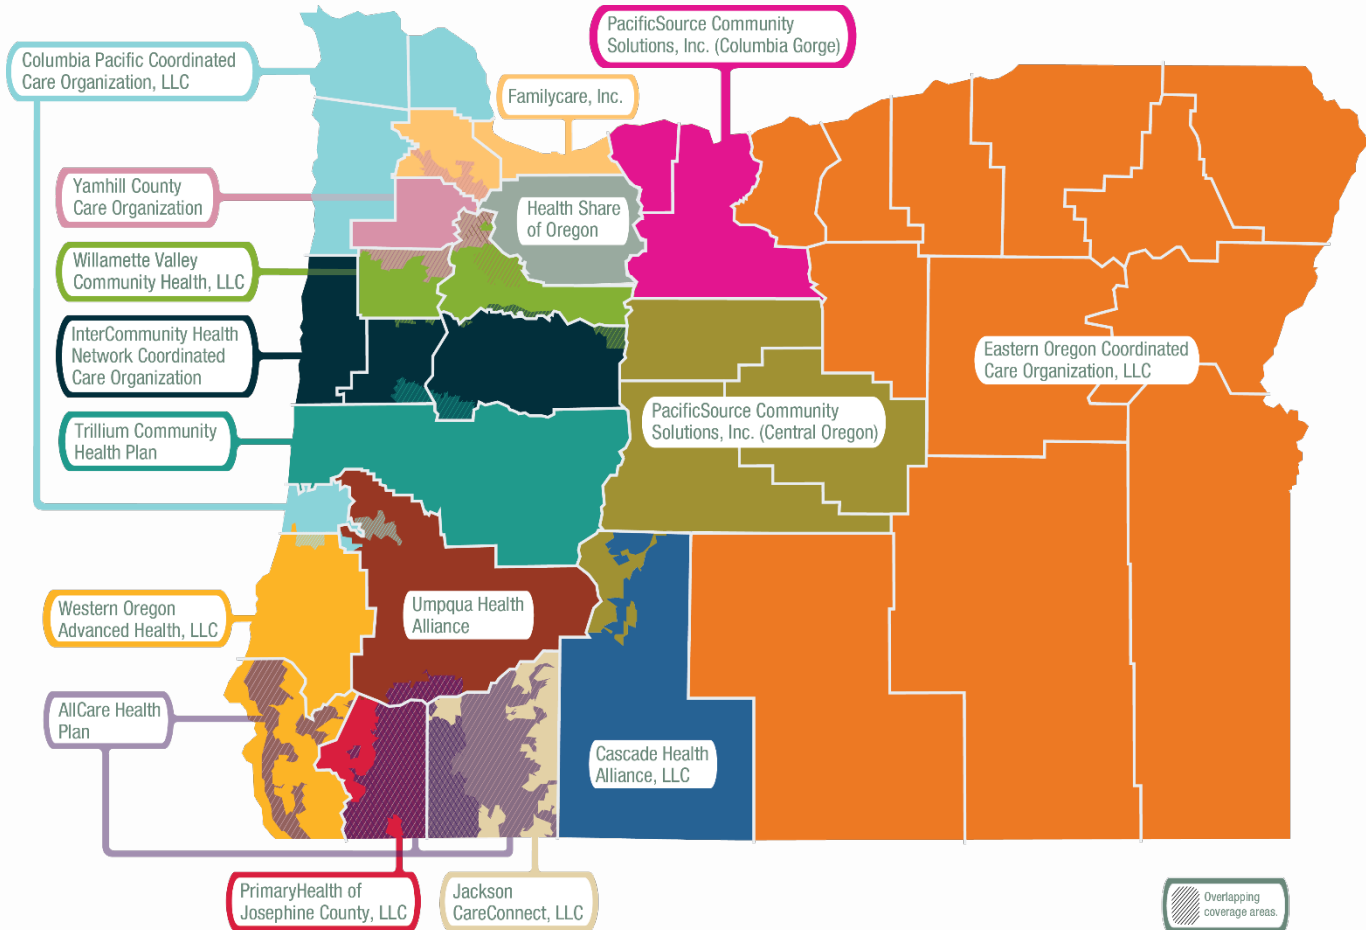 PacificSource Community
Solutions, Inc. (Columbia Gorge)
Columbia Pacific Coordinated
Care Organization, LLC
Familycare, Inc.
Yamhill County
Care Organization
Health Share
of Oregon
Willamette Valley
Community Health, LLC
InterCommunity Health
Network Coordinated
Care Organization
Eastern Oregon Coordinated
Care Organization, LLC
PacificSource Community
Solutions, Inc. (Central Oregon)
Trillium Community
Health Plan
Western Oregon
Advanced Health, LLC
Umpqua Health
Alliance
AllCare Health
Plan
Cascade Health
Alliance, LLC
PrimaryHealth of
Josephine County, LLC
Jackson
CareConnect, LLC
Overlapping
coverage areas.